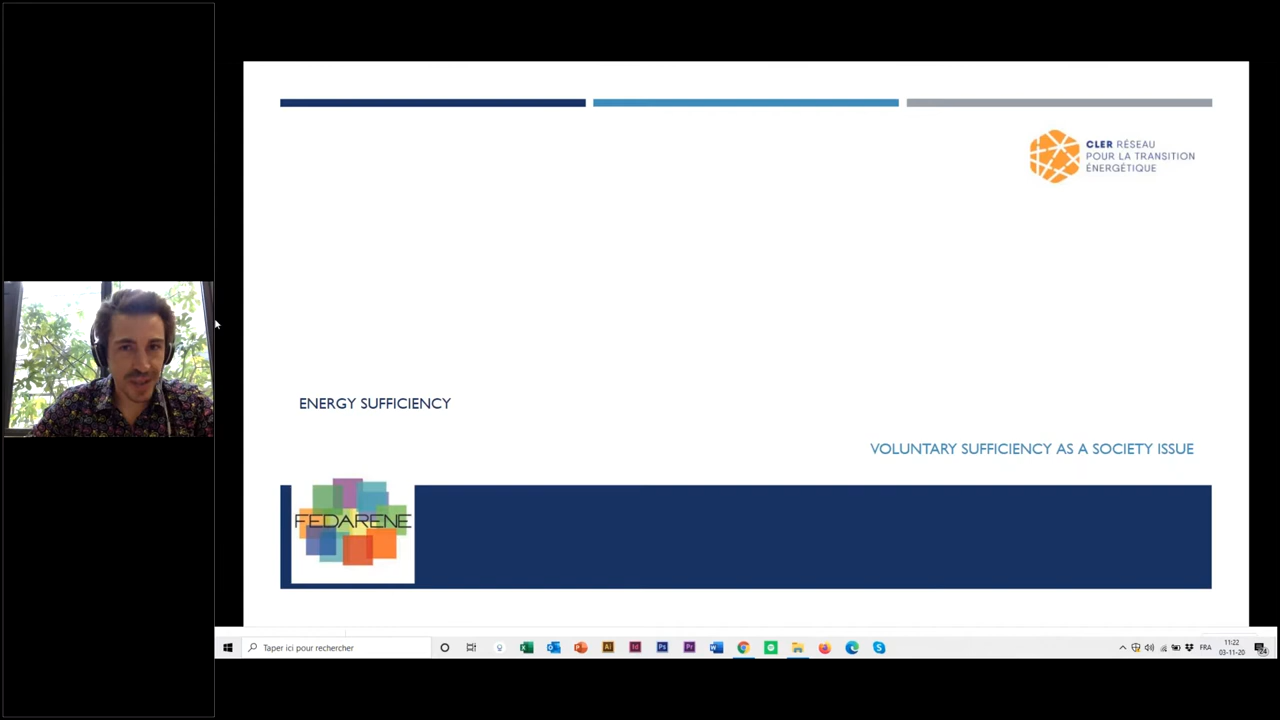 CLER RÉSEAU
POUR LA TRANSITION
ÉNERGÉTIQUE
ENERGY SUFFICIENCY
VOLUNTARY SUFFICIENCY AS A SOCIETY ISSUE
FEDARENE
Taper ici pour rechercher
FRA
11:22
03-11-20
24